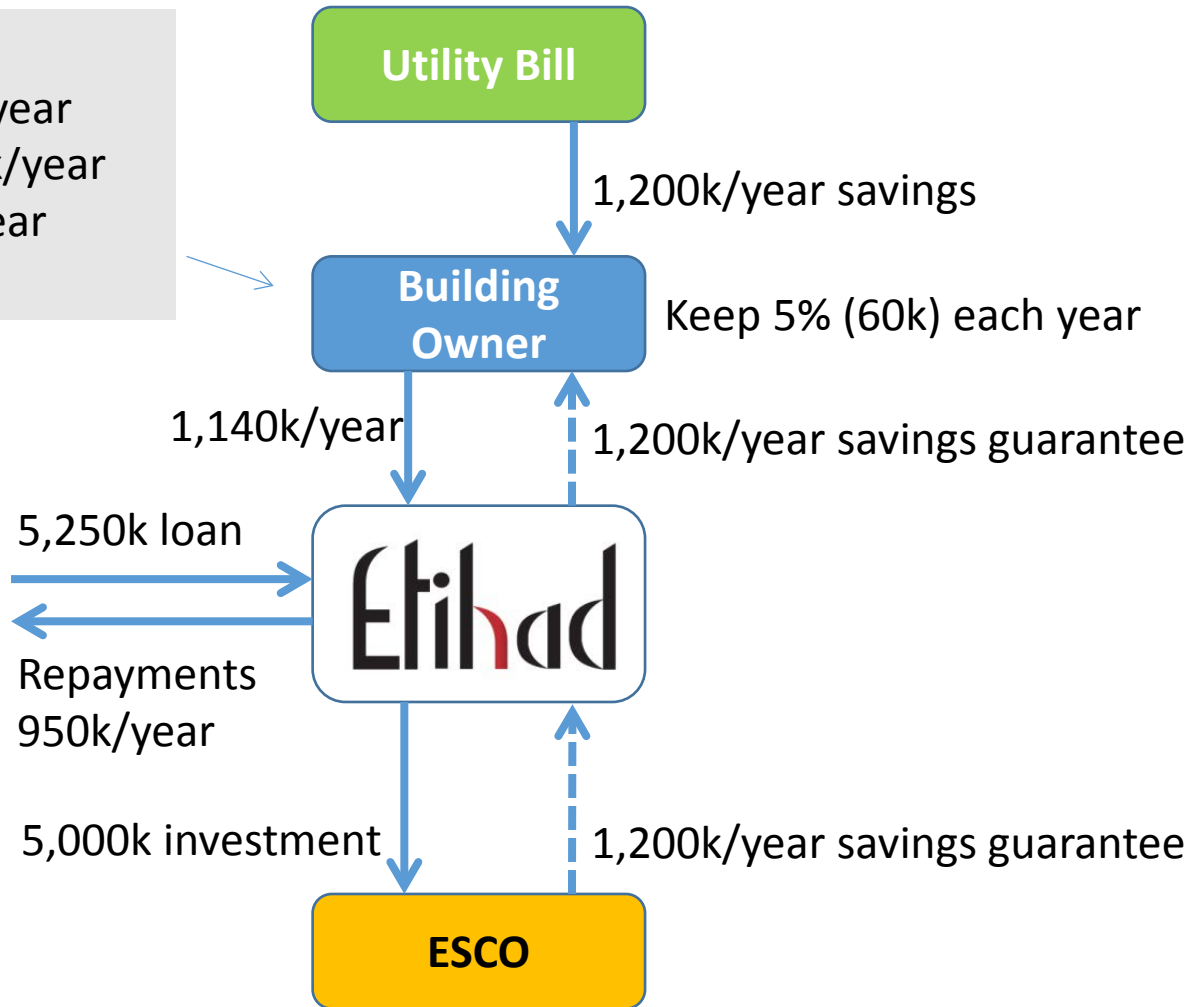 Utility Bill
year
/year
ear
1,200k/year savings
Building
Owner
Keep 5% (60k) each year
1,140k/year
1,200k/year savings guarantee
5,250k loan
Etihad
Repayments
950k/year
5,000k investment
1,200k/year savings guarantee
ESCO